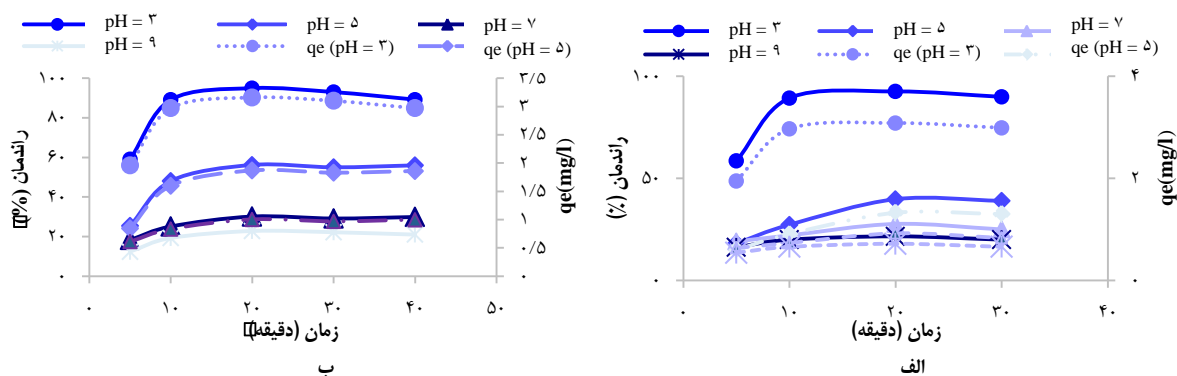 pH = ۳ pH = ۵ pH = ۷
pH = ۹ qe (pH = ۳) qe (pH = ۵)
راندمان (%)
۱۰۰
۸۰
۶۰
۴۰
۲۰
۰
۳/۵
۳
۲/۵
۲
۱/۵
۱
۰/۵
۰
qe(mg/l)
۰ ۱۰ ۲۰ ۳۰ ۴۰ ۵۰
زمان (دقیقه)
ب
pH = ۳ pH = ۵ pH = ۷
pH = ۹ qe (pH = ۳) qe (pH = ۵)
راندمان (٪)
۱۰۰
۵۰
۰
۴
۲
۰
qe(mg/l)
۰ ۱۰ ۲۰ ۳۰ ۴۰
زمان (دقیقه)
الف